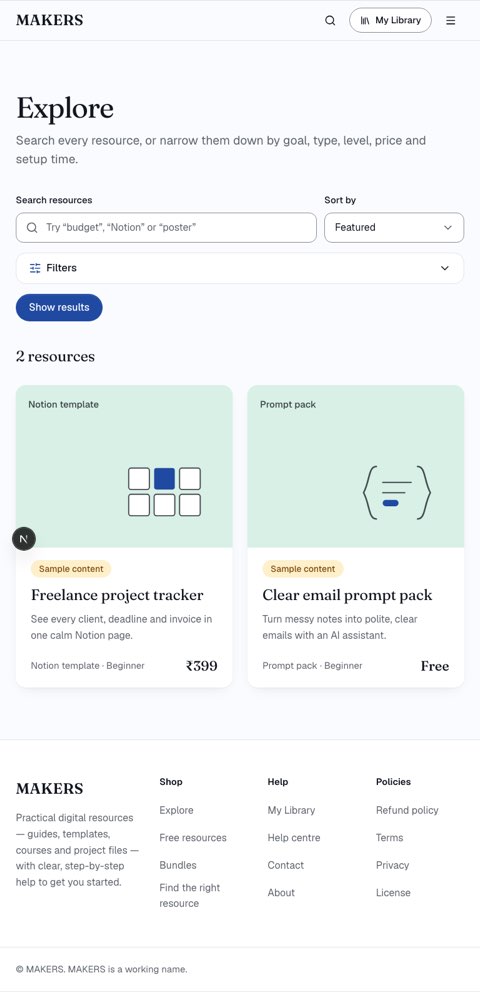 MAKERS
My Library
Explore
Search every resource, or narrow them down by goal, type, level, price and
setup time.
Search resources
Sort by
Try “budget”, “Notion” or “poster”
Featured
Filters
Show results
2 resources
Notion template
Prompt pack
N
Sample content
Sample content
Freelance project tracker
Clear email prompt pack
See every client, deadline and invoice in
one calm Notion page.
Turn messy notes into polite, clear
emails with an AI assistant.
Notion template · Beginner
₹399
Prompt pack · Beginner
Free
MAKERS
Practical digital resources
— guides, templates,
courses and project files —
with clear, step-by-step
help to get you started.
Shop
Explore
Free resources
Bundles
Find the right
resource
Help
My Library
Help centre
Contact
About
Policies
Refund policy
Terms
Privacy
License
© MAKERS. MAKERS is a working name.